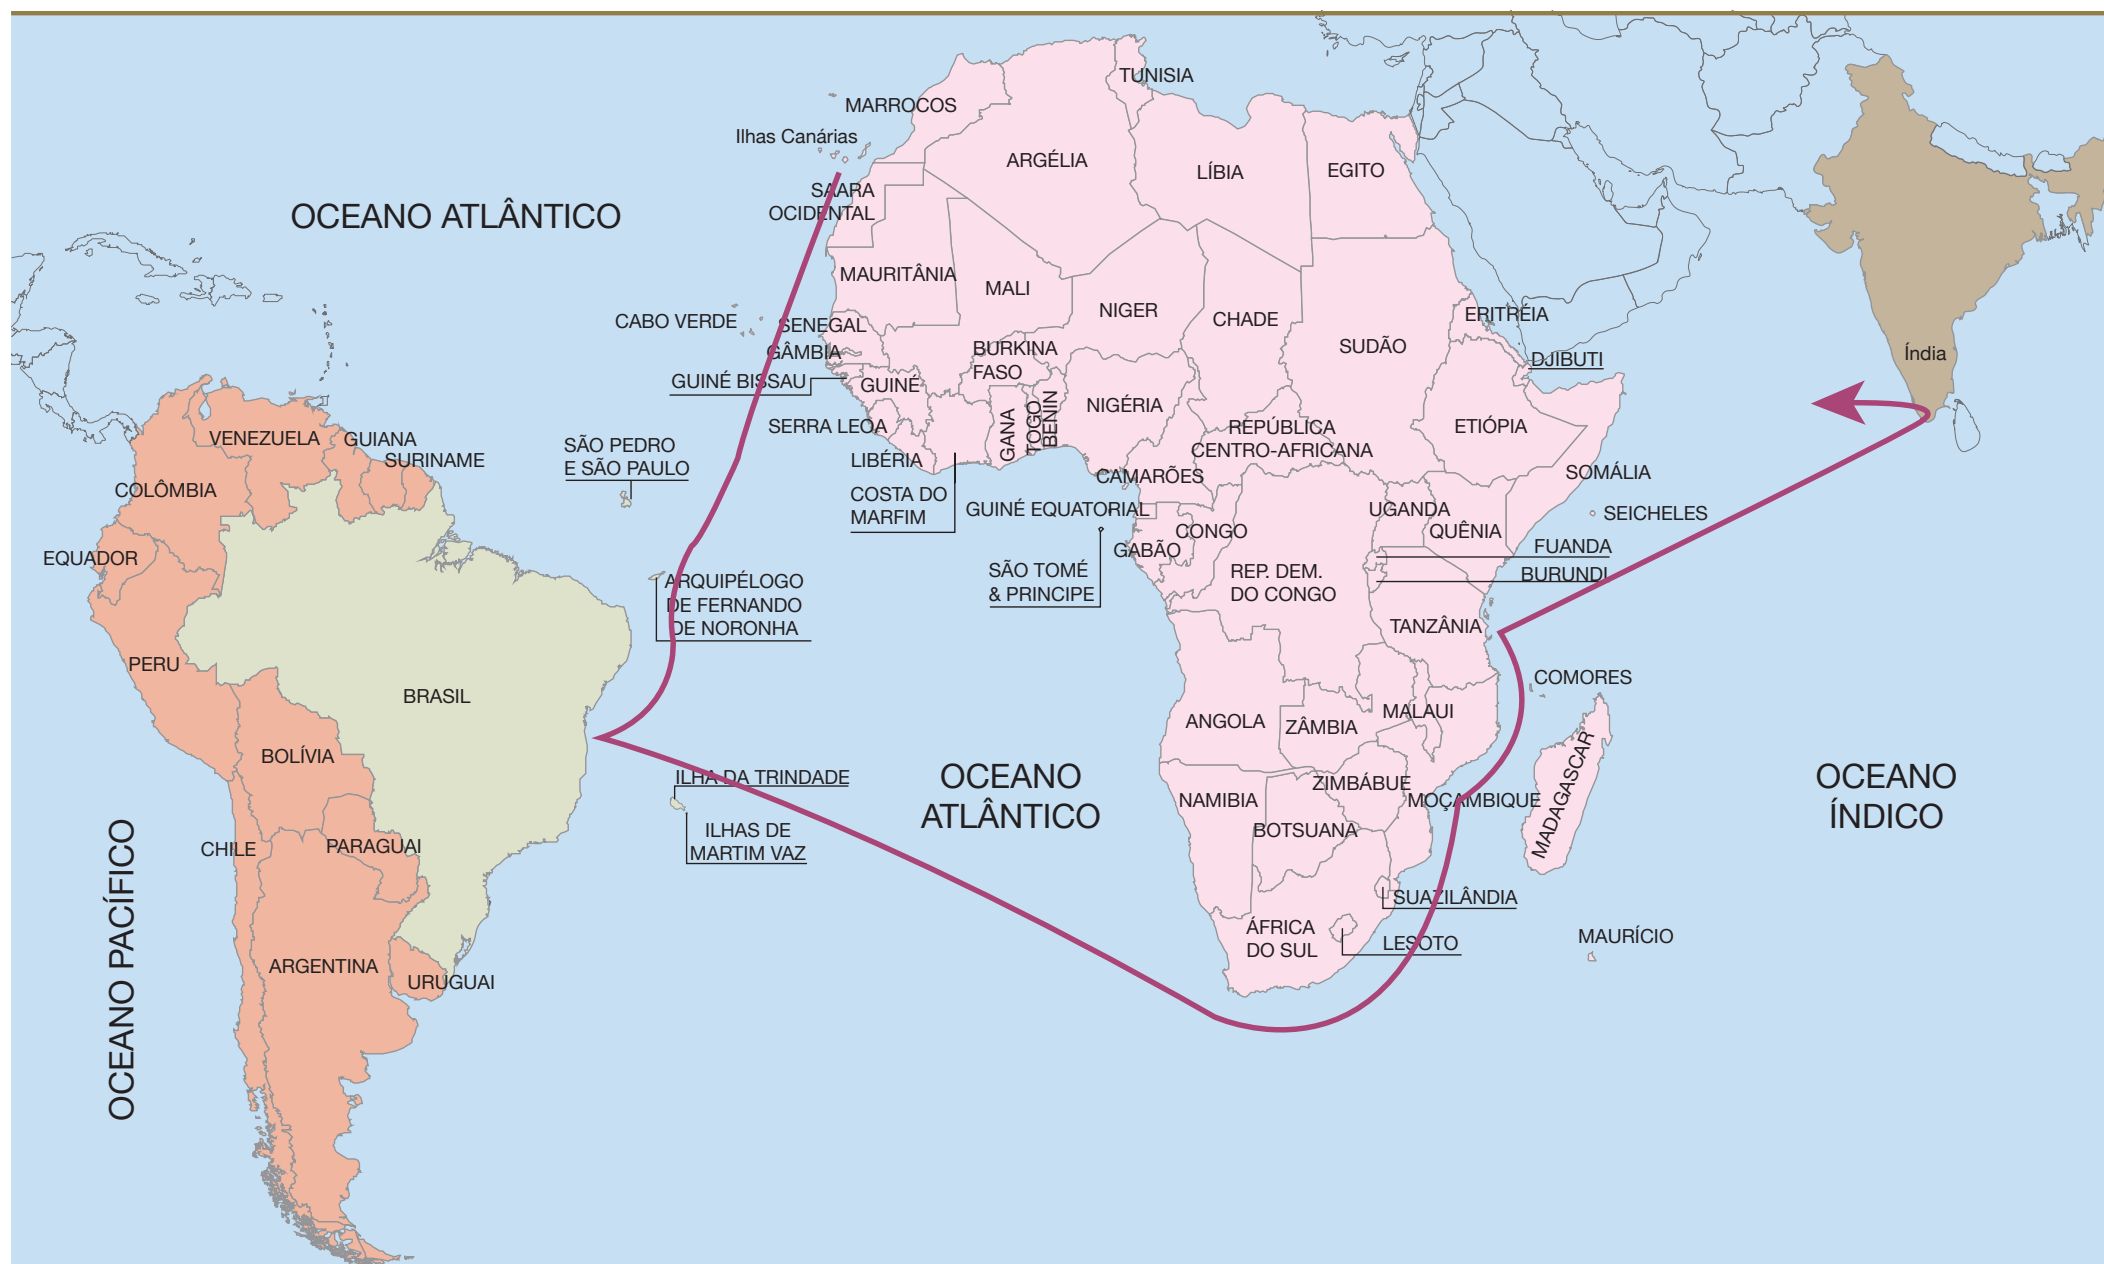 TUNISIA
MARROCOS
Ilhas Canárias
ARGÉLIA
LÍBIA
EGITO
SAARA
OCIDENTAL
OCEANO ATLÂNTICO
MAURITÂNIA
MALI
NIGER
CHADE
ERITRÉIA
CABO VERDE
SENEGAL
SUDÃO
GÂMBIA
BURKINA
FASO
Índia
DJIBUTI
GUINÉ BISSAU
GUINÉ
NIGÉRIA
GANA
TOGO
BENIN
SERRA LEOA
REPÚBLICA
CENTRO-AFRICANA
ETIÓPIA
VENEZUELA
GUIANA
SURINAME
SÃO PEDRO
E SÃO PAULO
LIBÉRIA
CAMARÕES
SOMÁLIA
COLÔMBIA
COSTA DO
MARFIM
GUINÉ EQUATORIAL
UGANDA
QUÊNIA
SEICHELES
CONGO
GABÃO
FUANDA
EQUADOR
SÃO TOMÉ
& PRINCIPE
REP. DEM.
DO CONGO
BURUNDI
ARQUIPÉLOGO
DE FERNANDO
DE NORONHA
TANZÂNIA
PERU
COMORES
BRASIL
ANGOLA
ZÂMBIA
MALAUI
BOLÍVIA
ILHA DA TRINDADE
OCEANO
ATLÂNTICO
ZIMBÁBUE
MADAGASCAR
OCEANO
ÍNDICO
NAMIBIA
MOÇAMBIQUE
BOTSUANA
ILHAS DE
MARTIM VAZ
CHILE
PARAGUAI
OCEANO PACÍFICO
SUAZILÂNDIA
ÁFRICA
DO SUL
LESOTO
MAURÍCIO
ARGENTINA
URUGUAI